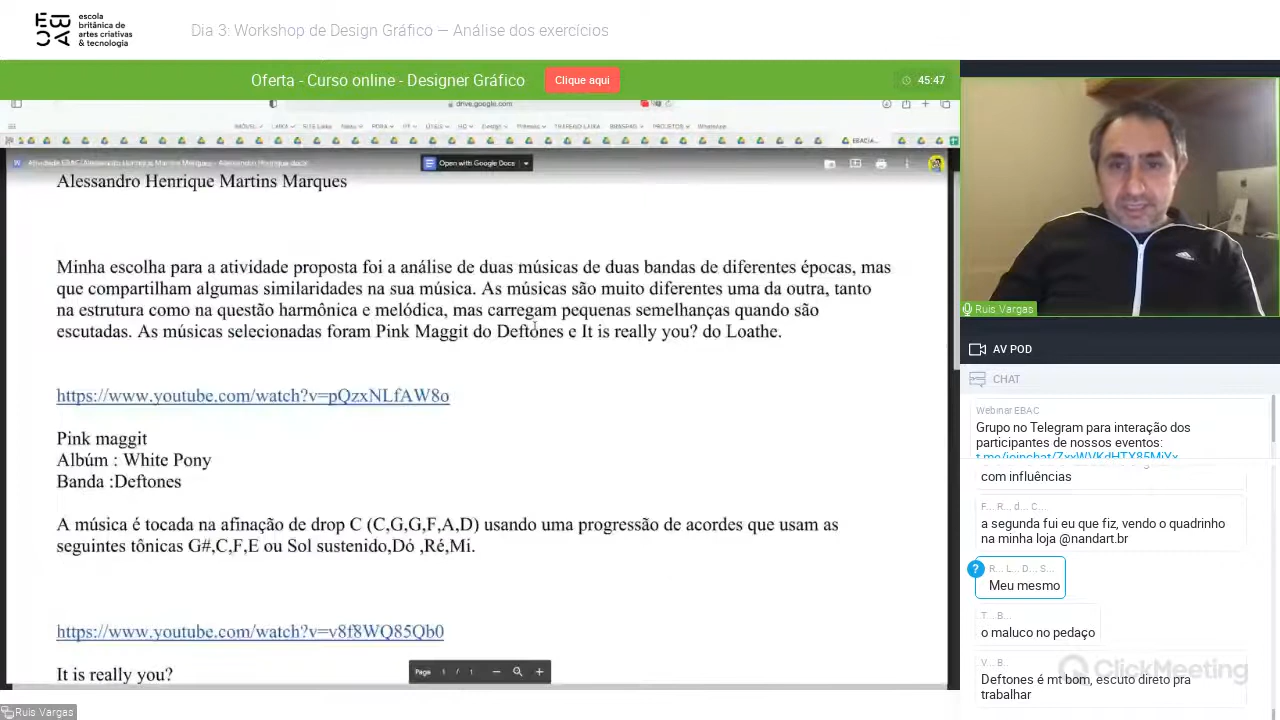 escola
britânica de
artes criativas
& tecnologia
Dia 3: Workshop de Design Gráfico — Análise dos exercícios
Oferta - Curso online - Designer Gráfico
Clique aqui
45:47
drive.google.com
EBACIA...
Open with Google Docs
Alessandro Henrique Martins Marques
Minha escolha para a atividade proposta foi a análise de duas músicas de duas bandas de diferentes épocas, mas
que compartilham algumas similaridades na sua música. As músicas são muito diferentes uma da outra, tanto
na estrutura como na questão harmônica e melódica, mas carregam pequenas semelhanças quando são
escutadas. As músicas selecionadas foram Pink Maggit do Deftones e It is really you? do Loathe.
https://www.youtube.com/watch?v=pQzxNLfAW8o
Pink maggit
Albúm : White Pony
Banda :Deftones
A música é tocada na afinação de drop C (C,G,G,F,A,D) usando uma progressão de acordes que usam as
seguintes tônicas G#,C,F,E ou Sol sustenido,Dó ,Ré,Mi.
https://www.youtube.com/watch?v=v8f8WQ85Qb0
It is really you?
Page 1 / 1
Ruis Vargas
Ruis Vargas
AV POD
CHAT
Webinar EBAC
Grupo no Telegram para interação dos
participantes de nossos eventos:
com influências
F... R... d... C...
a segunda fui eu que fiz, vendo o quadrinho
na minha loja @nandart.br
?
R... L... D... S...
Meu mesmo
T... B...
o maluco no pedaço
V... B...
Deftones é mt bom, escuto direto pra
trabalhar
ClickMeeting